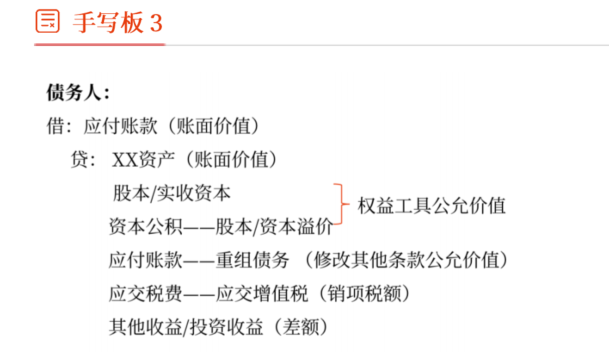 手写板 3
债务人：
借：应付账款（账面价值）
贷： XX资产（账面价值）
股本/实收资本
权益工具公允价值
资本公积——股本/资本溢价
应付账款——重组债务 （修改其他条款公允价值）
应交税费——应交增值税（销项税额）
其他收益/投资收益（差额）